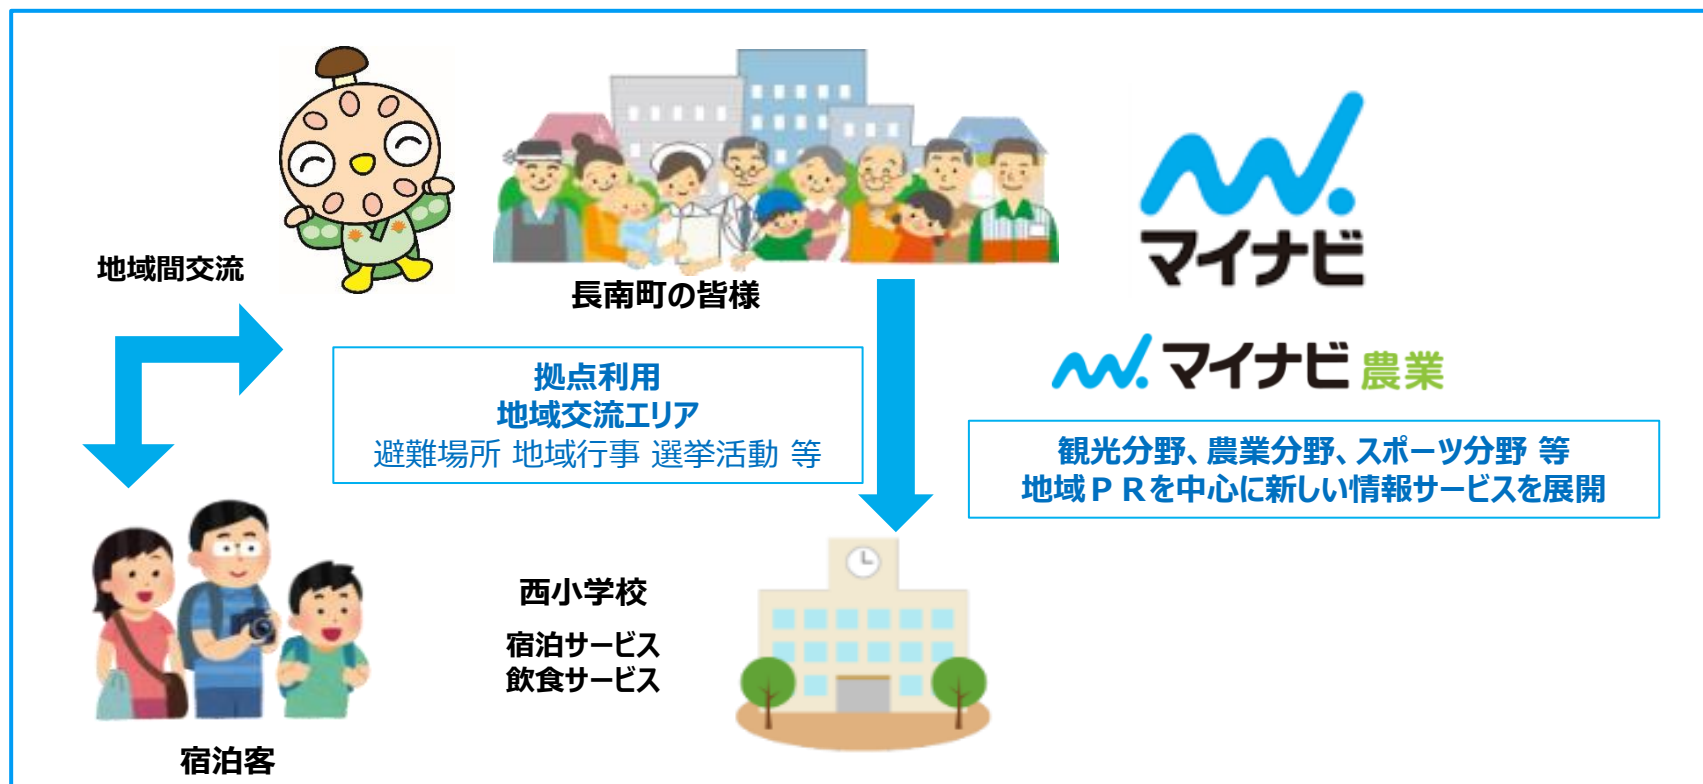 地域間交流
長南町の皆様
マイナビ
マイナビ 農業
拠点利用
地域交流エリア
避難場所 地域行事 選挙活動 等
観光分野、農業分野、スポーツ分野 等
地域ＰＲを中心に新しい情報サービスを展開
西小学校
宿泊サービス
飲食サービス
宿泊客